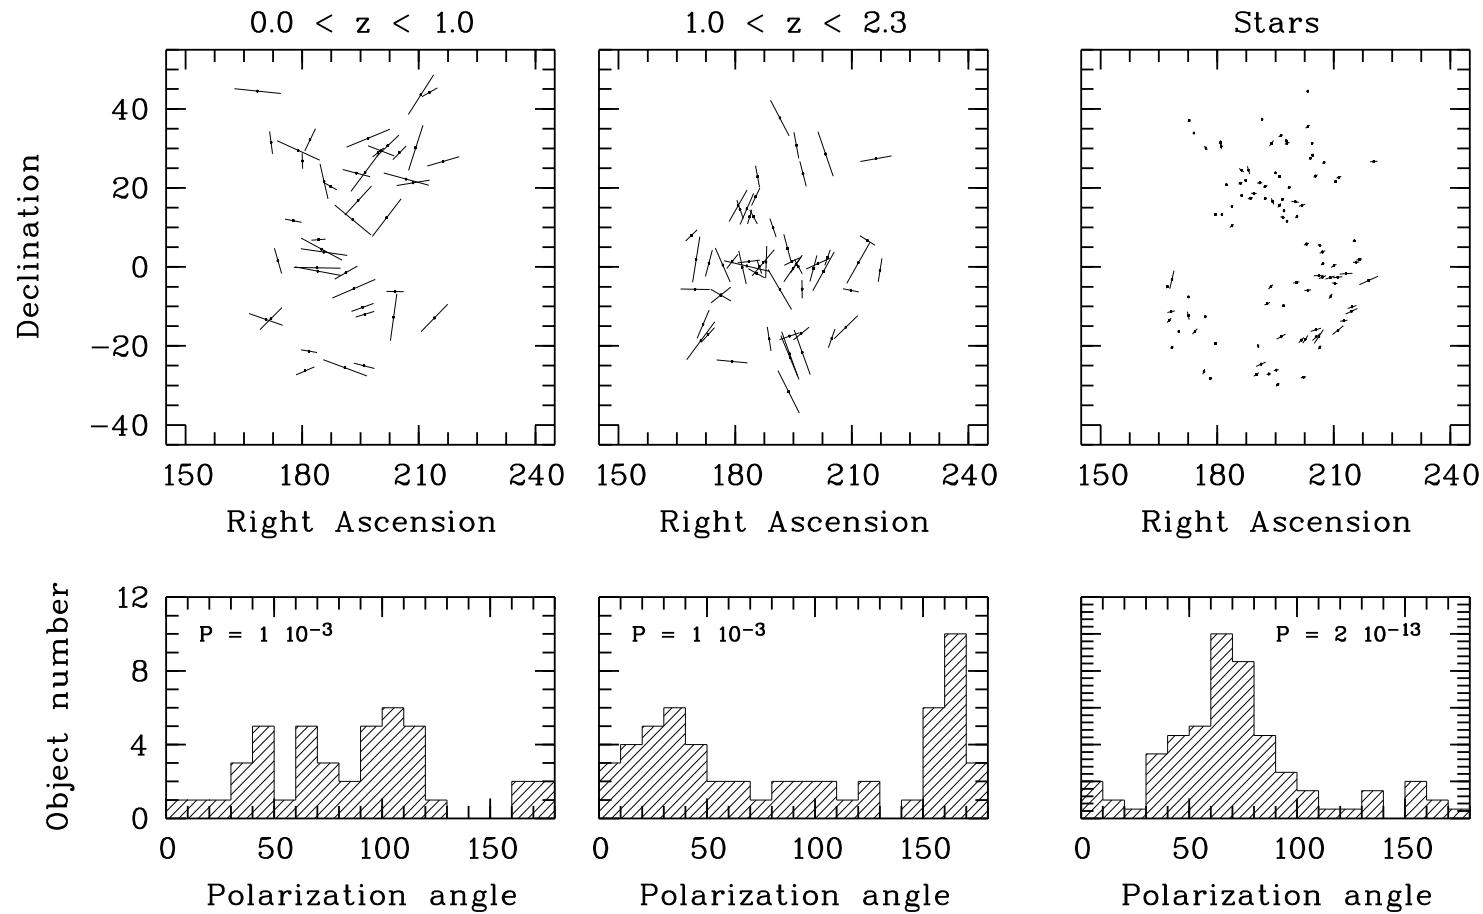 0.0 < z < 1.0
1.0 < z < 2.3
Stars
Declination
40
20
0
−20
−40
150 180 210 240
150 180 210 240
150 180 210 240
Right Ascension
Right Ascension
Right Ascension
Object number
12
8
4
0
P = 1 10⁻³
P = 1 10⁻³
P = 2 10⁻¹³
0 50 100 150
0 50 100 150
0 50 100 150
Polarization angle
Polarization angle
Polarization angle